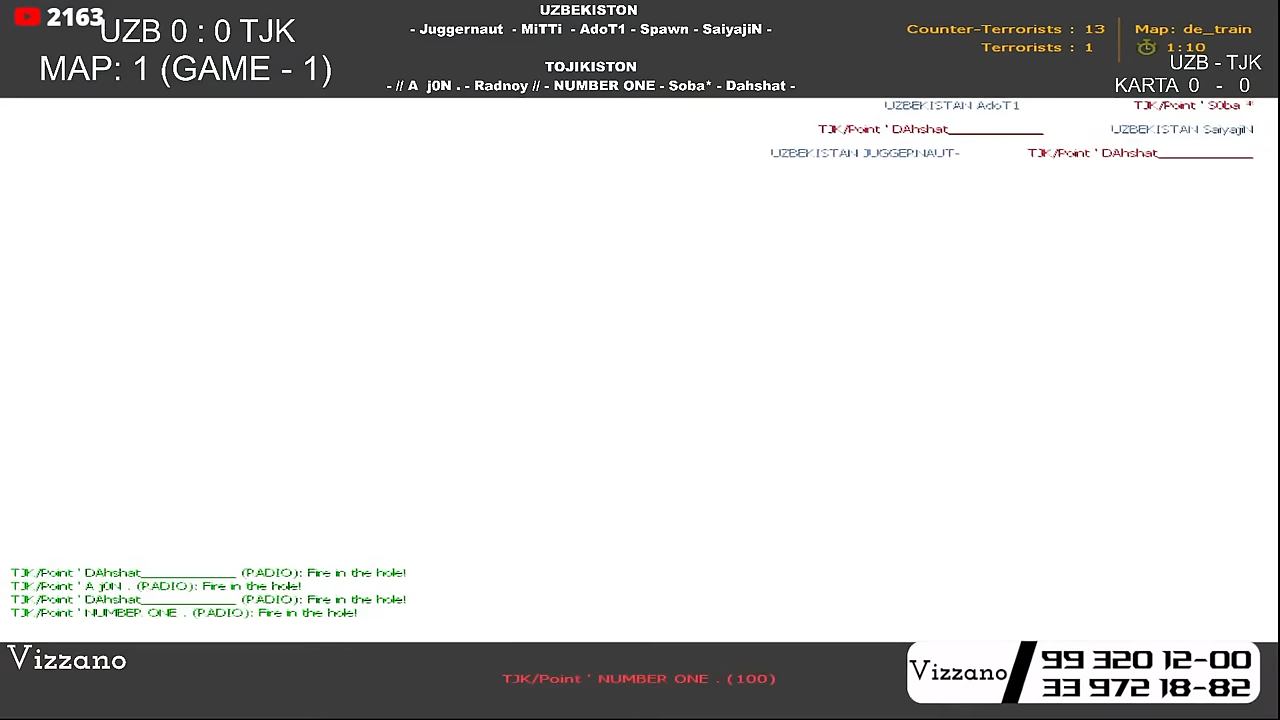 2163
UZB 0 : 0 TJK
MAP: 1 (GAME - 1)
UZBEKISTON
- Juggernaut - MiTTi - AdoT1 - Spawn - SaiyajiN -
TOJIKISTON
- // A j0N . - Radnoy // - NUMBER ONE - Soba* - Dahshat -
Counter-Terrorists : 13
Terrorists : 1
Map: de_train
1:10
UZB - TJK
KARTA 0 - 0
UZBEKISTAN AdoT1 TJK/Point ' S0ba *
TJK/Point ' DAhshat____________ UZBEKISTAN SaiyajiN
UZBEKISTAN JUGGERNAUT- TJK/Point ' DAhshat____________
TJK/Point ' DAhshat____________ (RADIO): Fire in the hole!
TJK/Point ' A j0N . (RADIO): Fire in the hole!
TJK/Point ' DAhshat____________ (RADIO): Fire in the hole!
TJK/Point ' NUMBER ONE . (RADIO): Fire in the hole!
Vizzano
TJK/Point ' NUMBER ONE . (100)
Vizzano
99 320 12-00
33 972 18-82